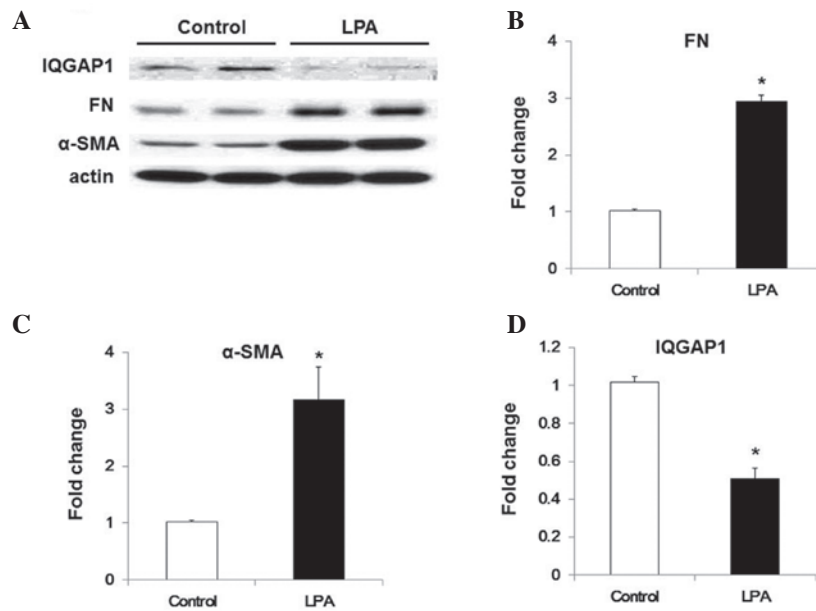 A
Control LPA
IQGAP1
FN
α-SMA
actin
B
FN
Fold change
4
3
2
1
0
*
Control LPA
C
α-SMA
Fold change
4
3
2
1
0
*
Control LPA
D
IQGAP1
Fold change
1.2
1
0.8
0.6
0.4
0.2
0
*
Control LPA